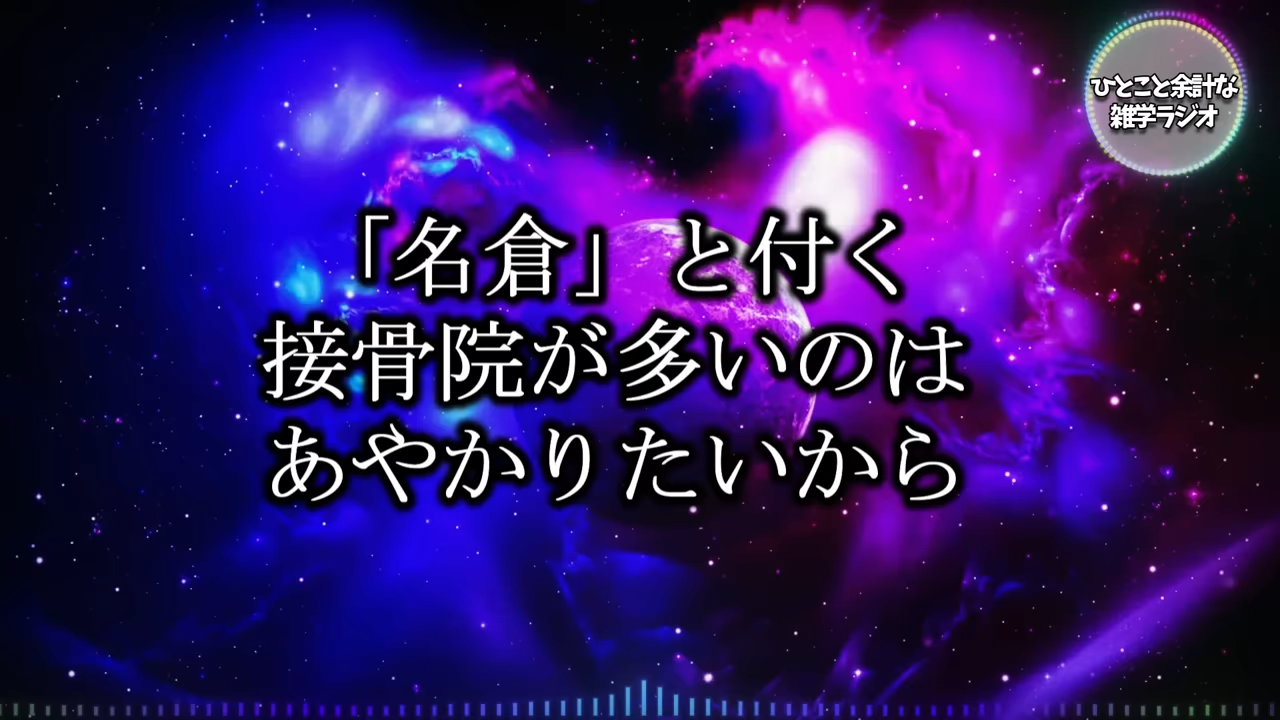 ひとこと余計な
雑学ラジオ
「名倉」と付く
接骨院が多いのは
あやかりたいから